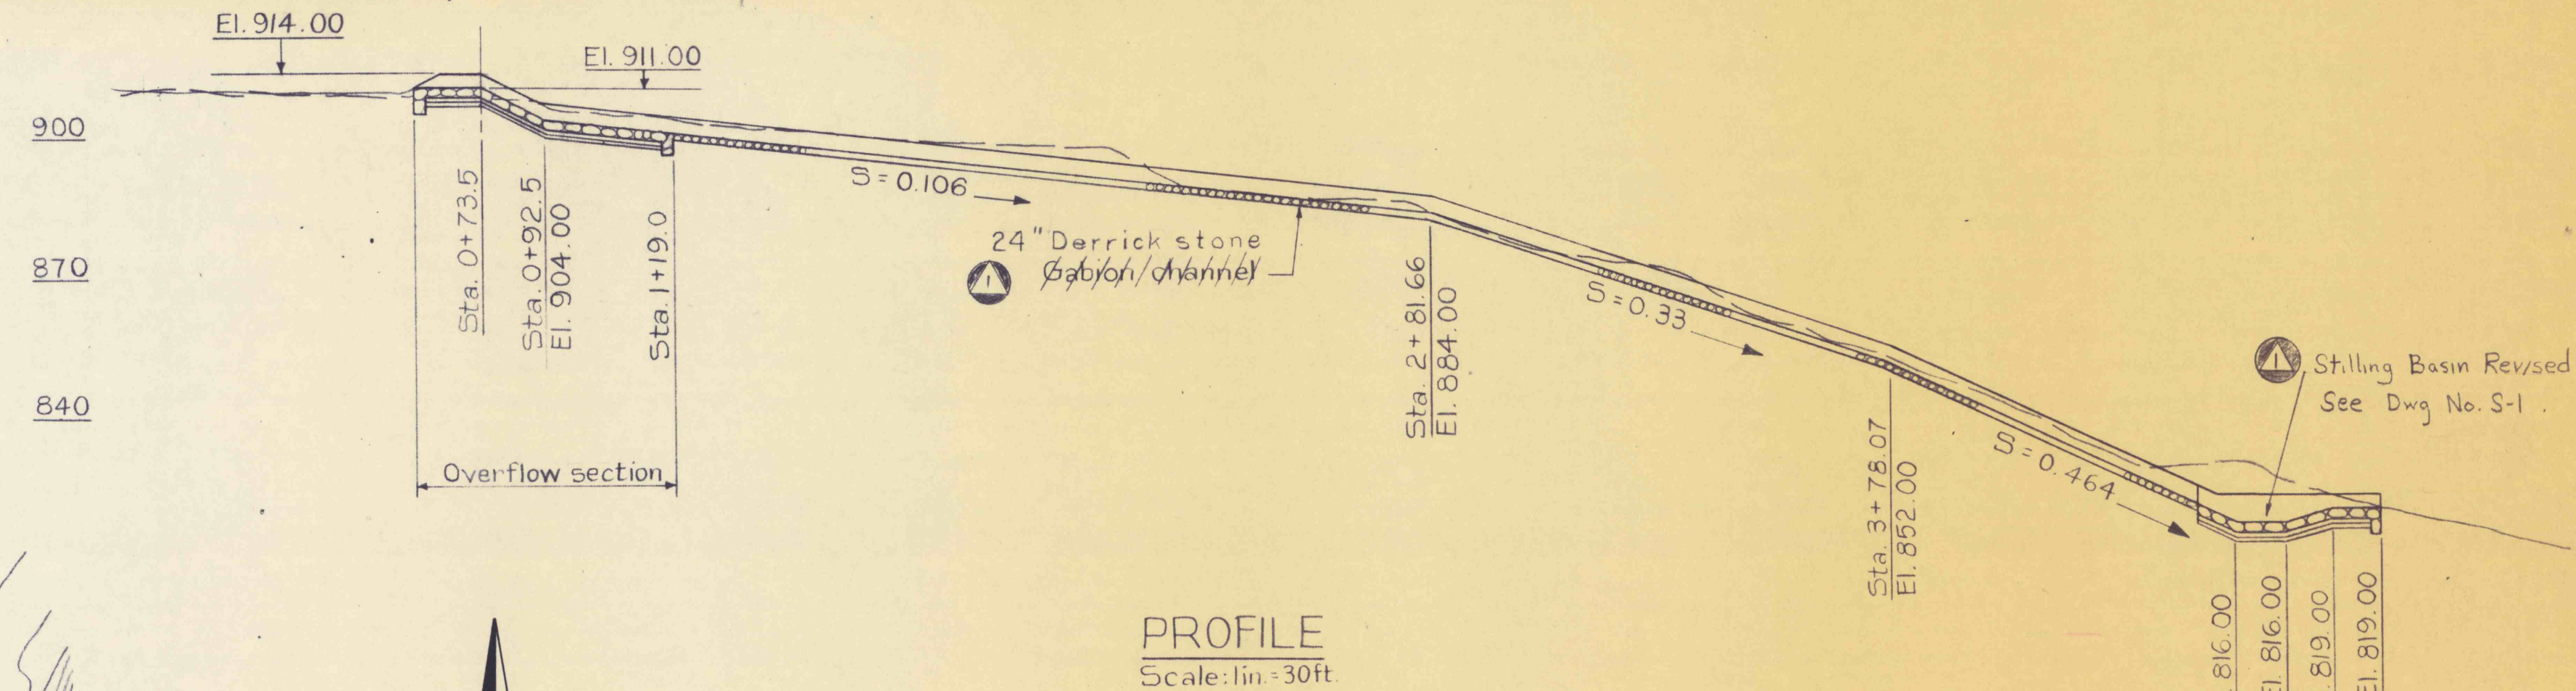 El. 914.00
El. 911.00
900
870
840
Sta. 0+73.5
Sta. 0+92.5
El. 904.00
Sta. 1+19.0
Overflow section
S=0.106
24" Derrick stone
Gabion channel
1
Sta. 2+81.66
El. 884.00
S=0.33
Sta. 3+78.07
El. 852.00
S=0.464
1
Stilling Basin Revised
See Dwg No. S-1.
816.00
El. 816.00
.819.00
El. 819.00
PROFILE
Scale: 1in.=30ft.